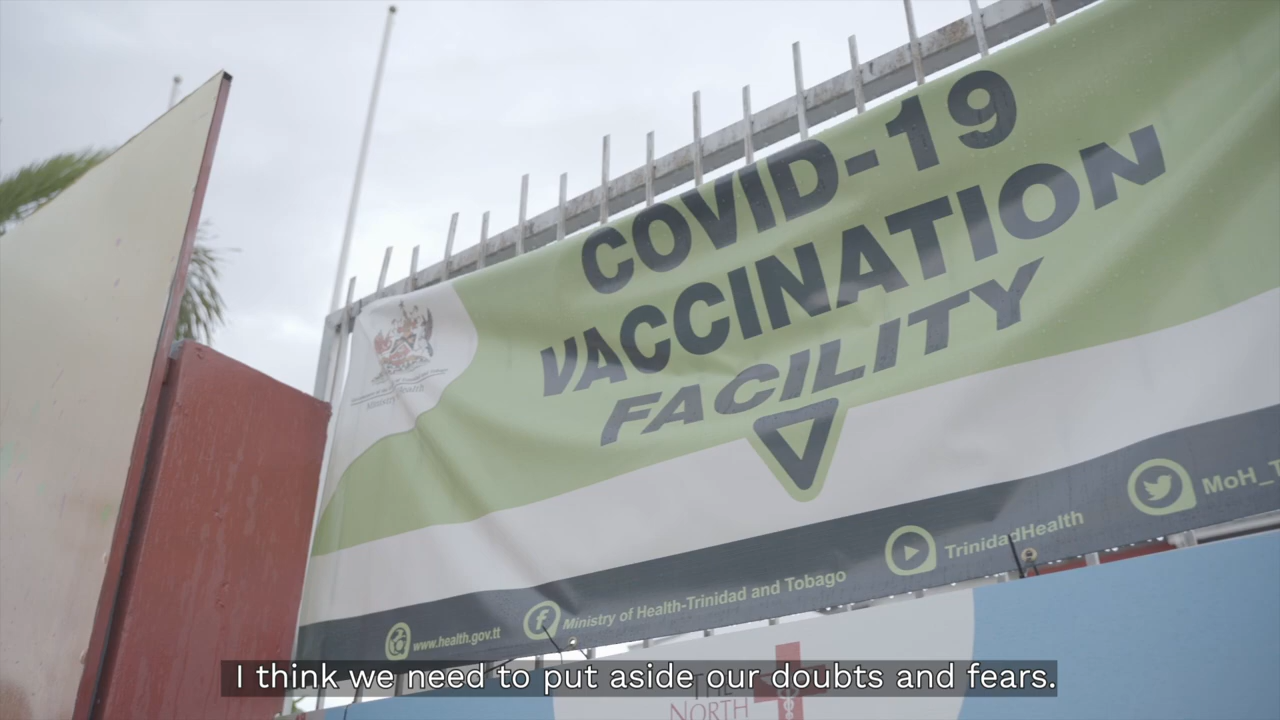 COVID-19
VACCINATION
FACILITY
www.health.gov.tt
Ministry of Health-Trinidad and Tobago
TrinidadHealth
MoH_T
I think we need to put aside our doubts and fears.
THE
NORTH